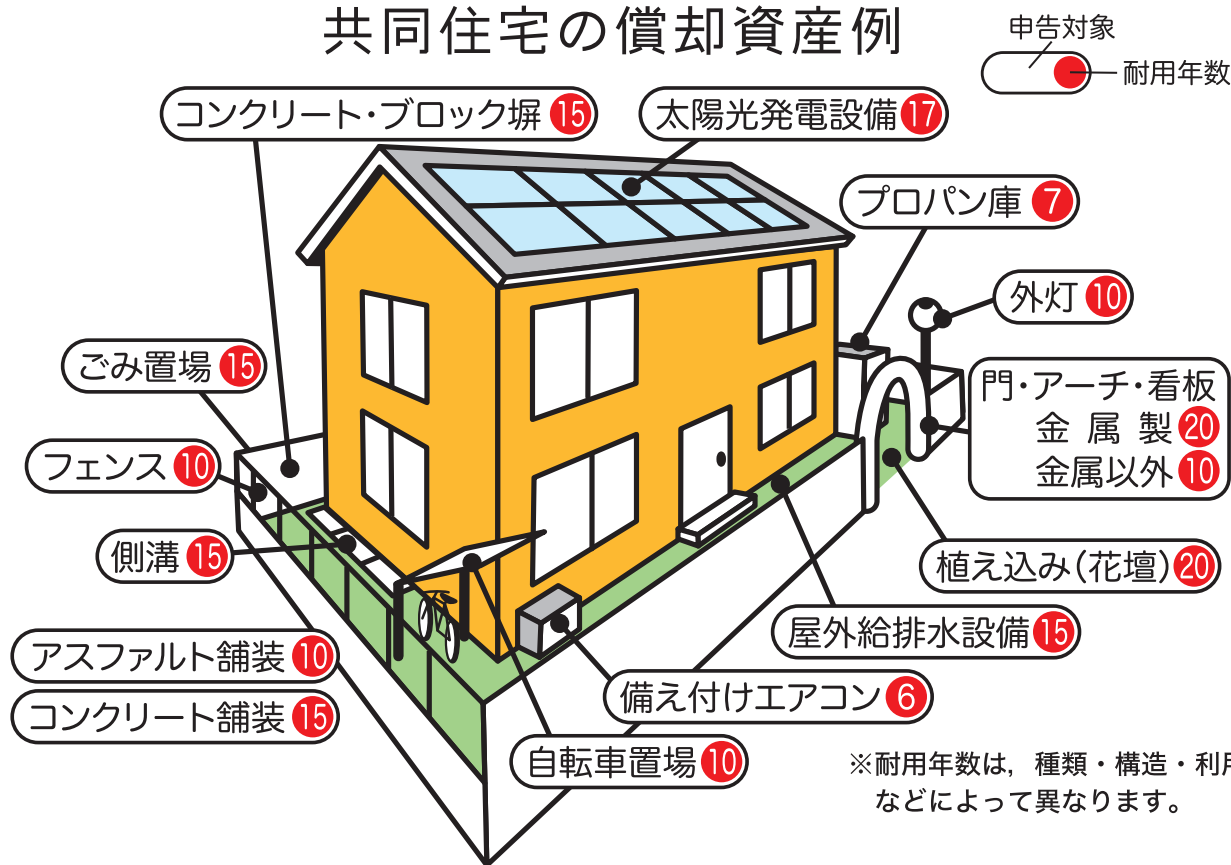 共同住宅の償却資産例
申告対象
耐用年数
コンクリート・ブロック塀 15
太陽光発電設備 17
プロパン庫 7
外灯 10
ごみ置場 15
門・アーチ・看板
金属製 20
金属以外 10
フェンス 10
側溝 15
植え込み(花壇) 20
屋外給排水設備 15
アスファルト舗装 10
備え付けエアコン 6
コンクリート舗装 15
自転車置場 10
※耐用年数は,種類・構造・利用
などによって異なります。